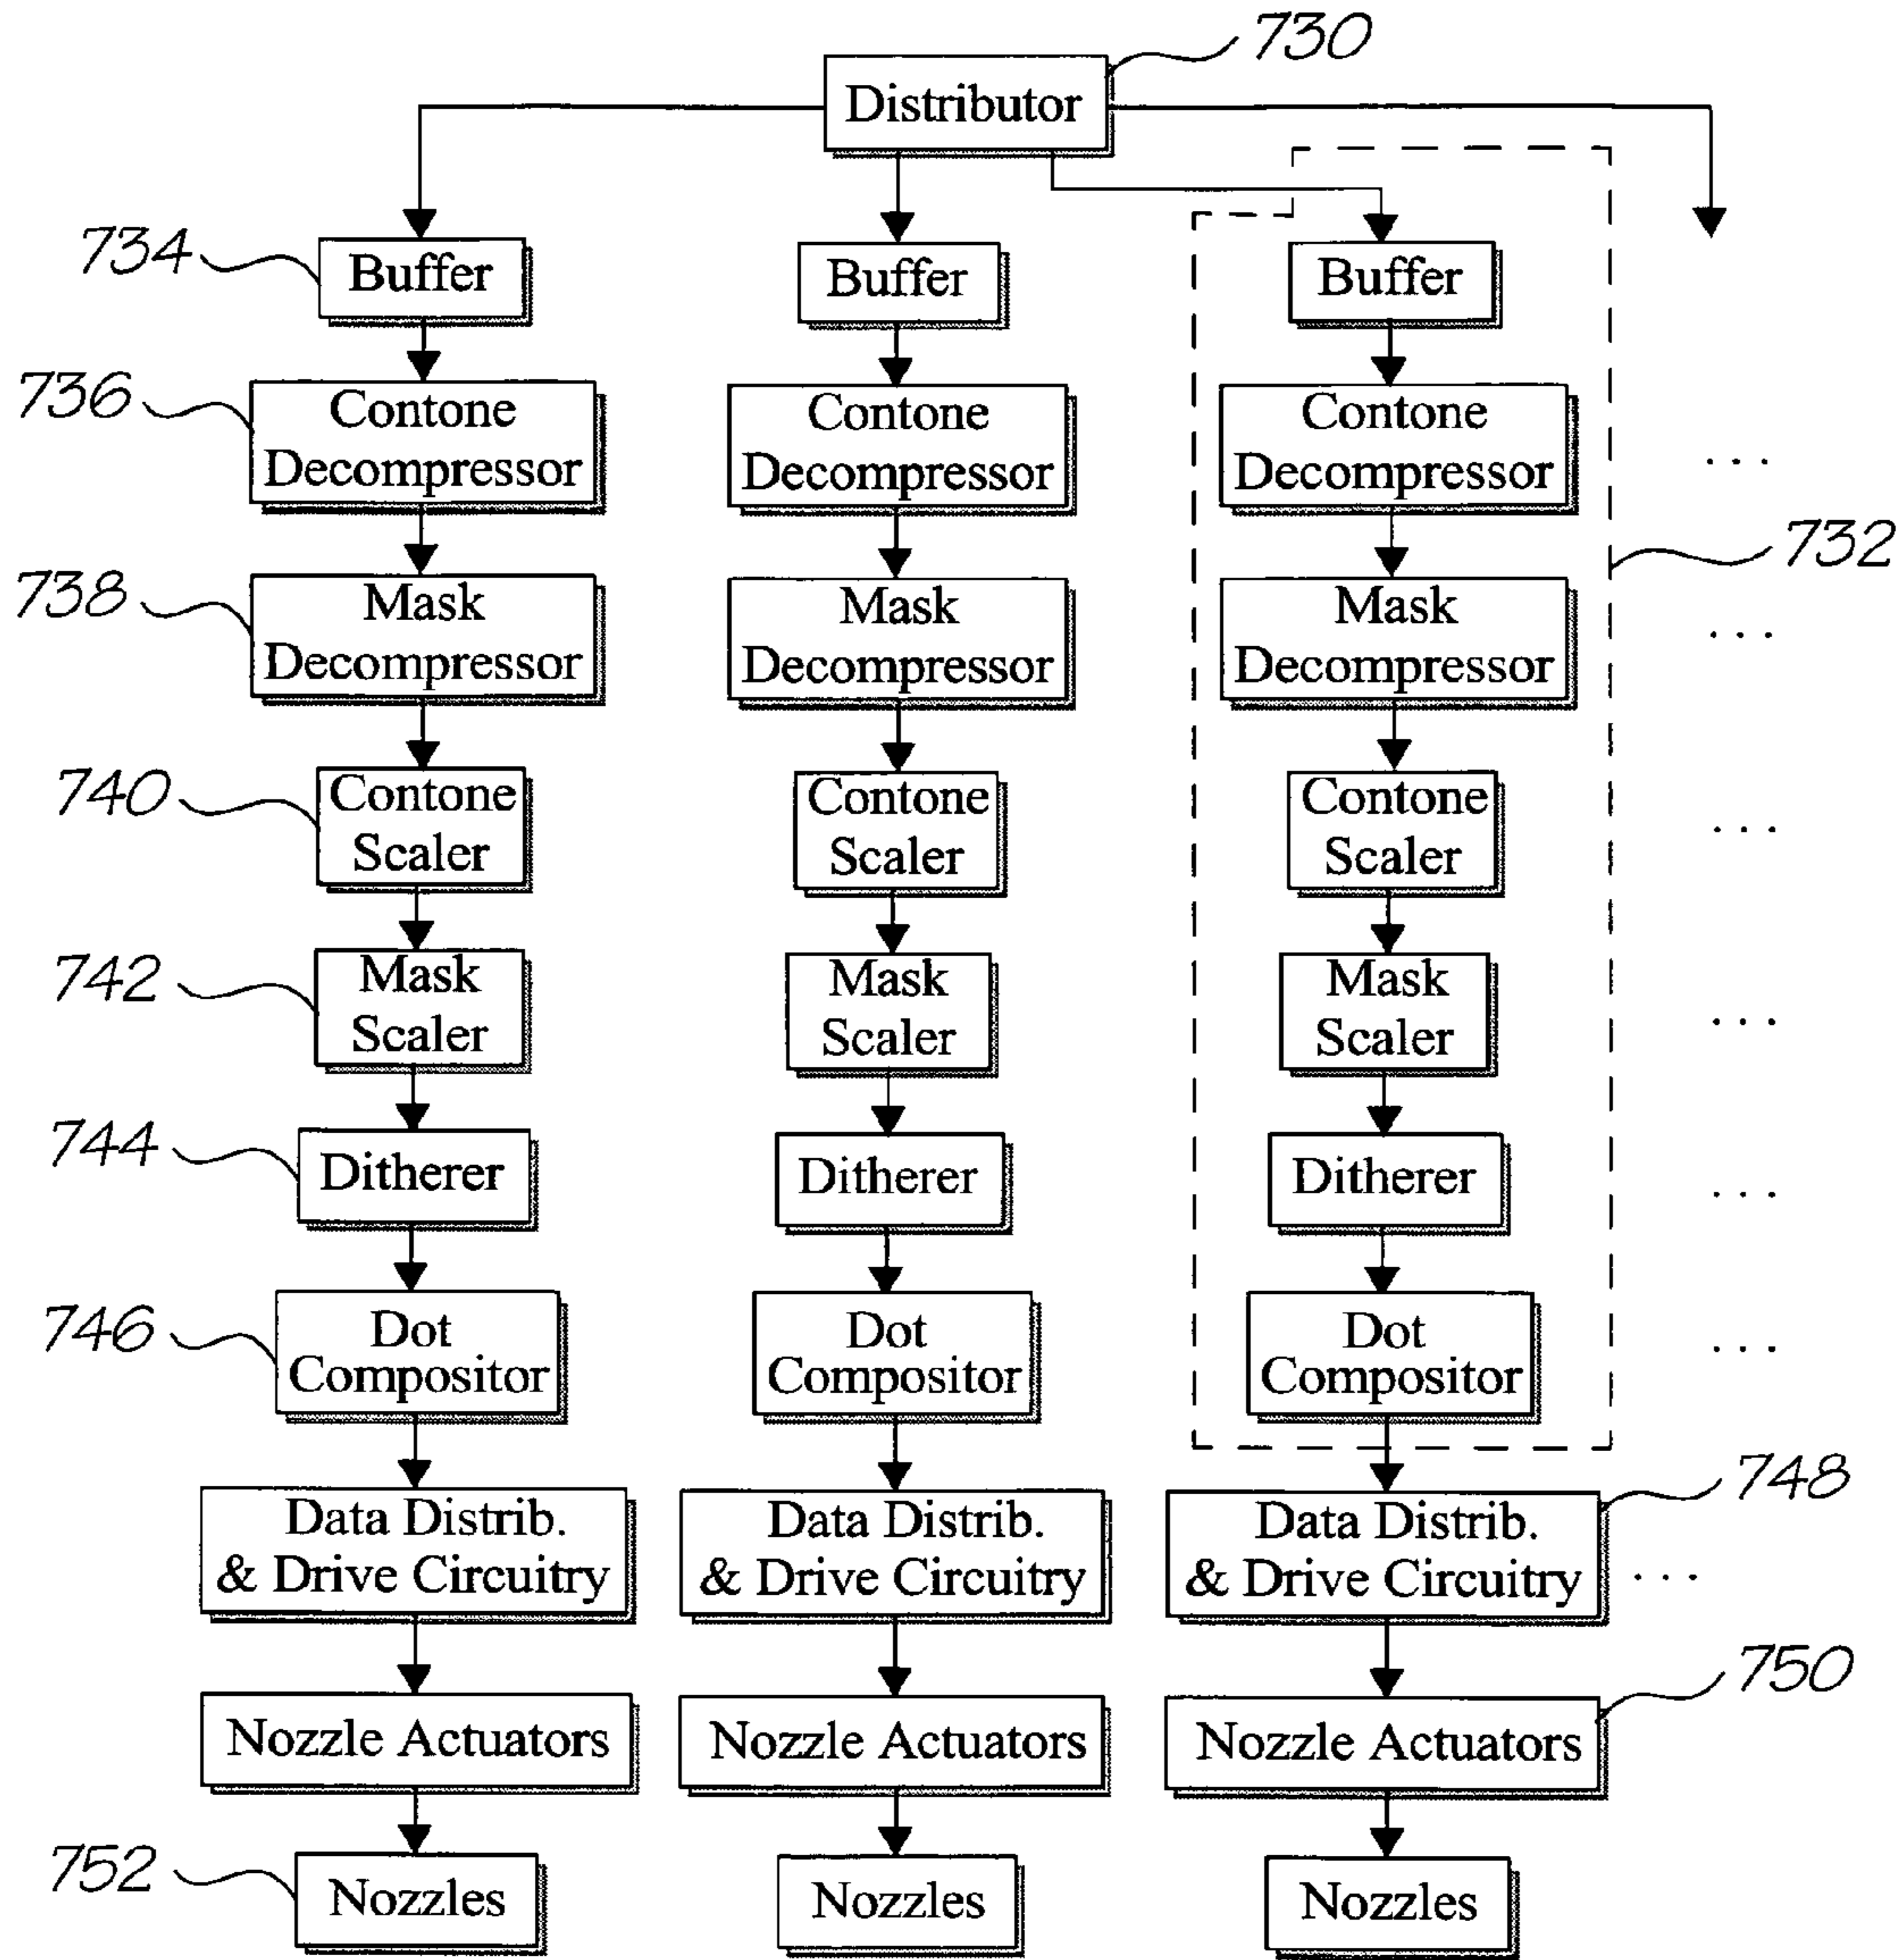 730
Distributor
734
Buffer
Buffer
Buffer
736
Contone
Decompressor
Contone
Decompressor
Contone
Decompressor
...
732
738
Mask
Decompressor
Mask
Decompressor
Mask
Decompressor
...
740
Contone
Scaler
Contone
Scaler
Contone
Scaler
...
742
Mask
Scaler
Mask
Scaler
Mask
Scaler
...
744
Ditherer
Ditherer
Ditherer
...
746
Dot
Compositor
Dot
Compositor
Dot
Compositor
...
748
Data Distrib.
& Drive Circuitry
Data Distrib.
& Drive Circuitry
Data Distrib.
& Drive Circuitry
...
750
Nozzle Actuators
Nozzle Actuators
Nozzle Actuators
752
Nozzles
Nozzles
Nozzles